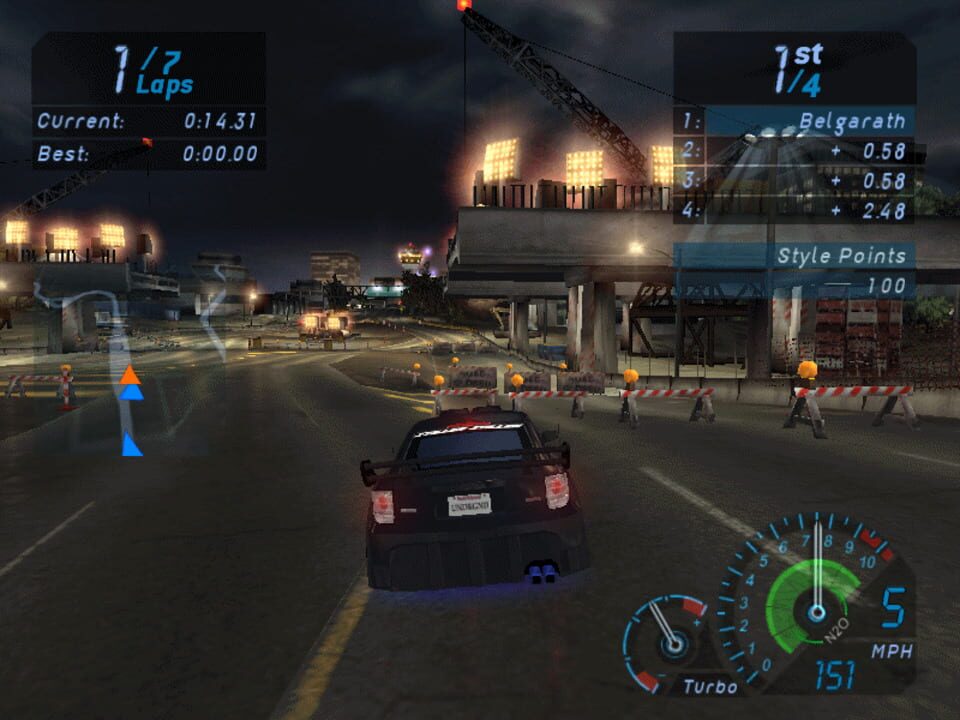 1/7 Laps
Current: 0:14.31
Best: 0:00.00
1st/4
1: Belgarath
2: + 0.58
3: + 0.58
4: + 2.48
Style Points
100
UNDRGND
0 1 2 3 4 5 6 7 8 9 10
N2O
5
MPH
151
+
Turbo